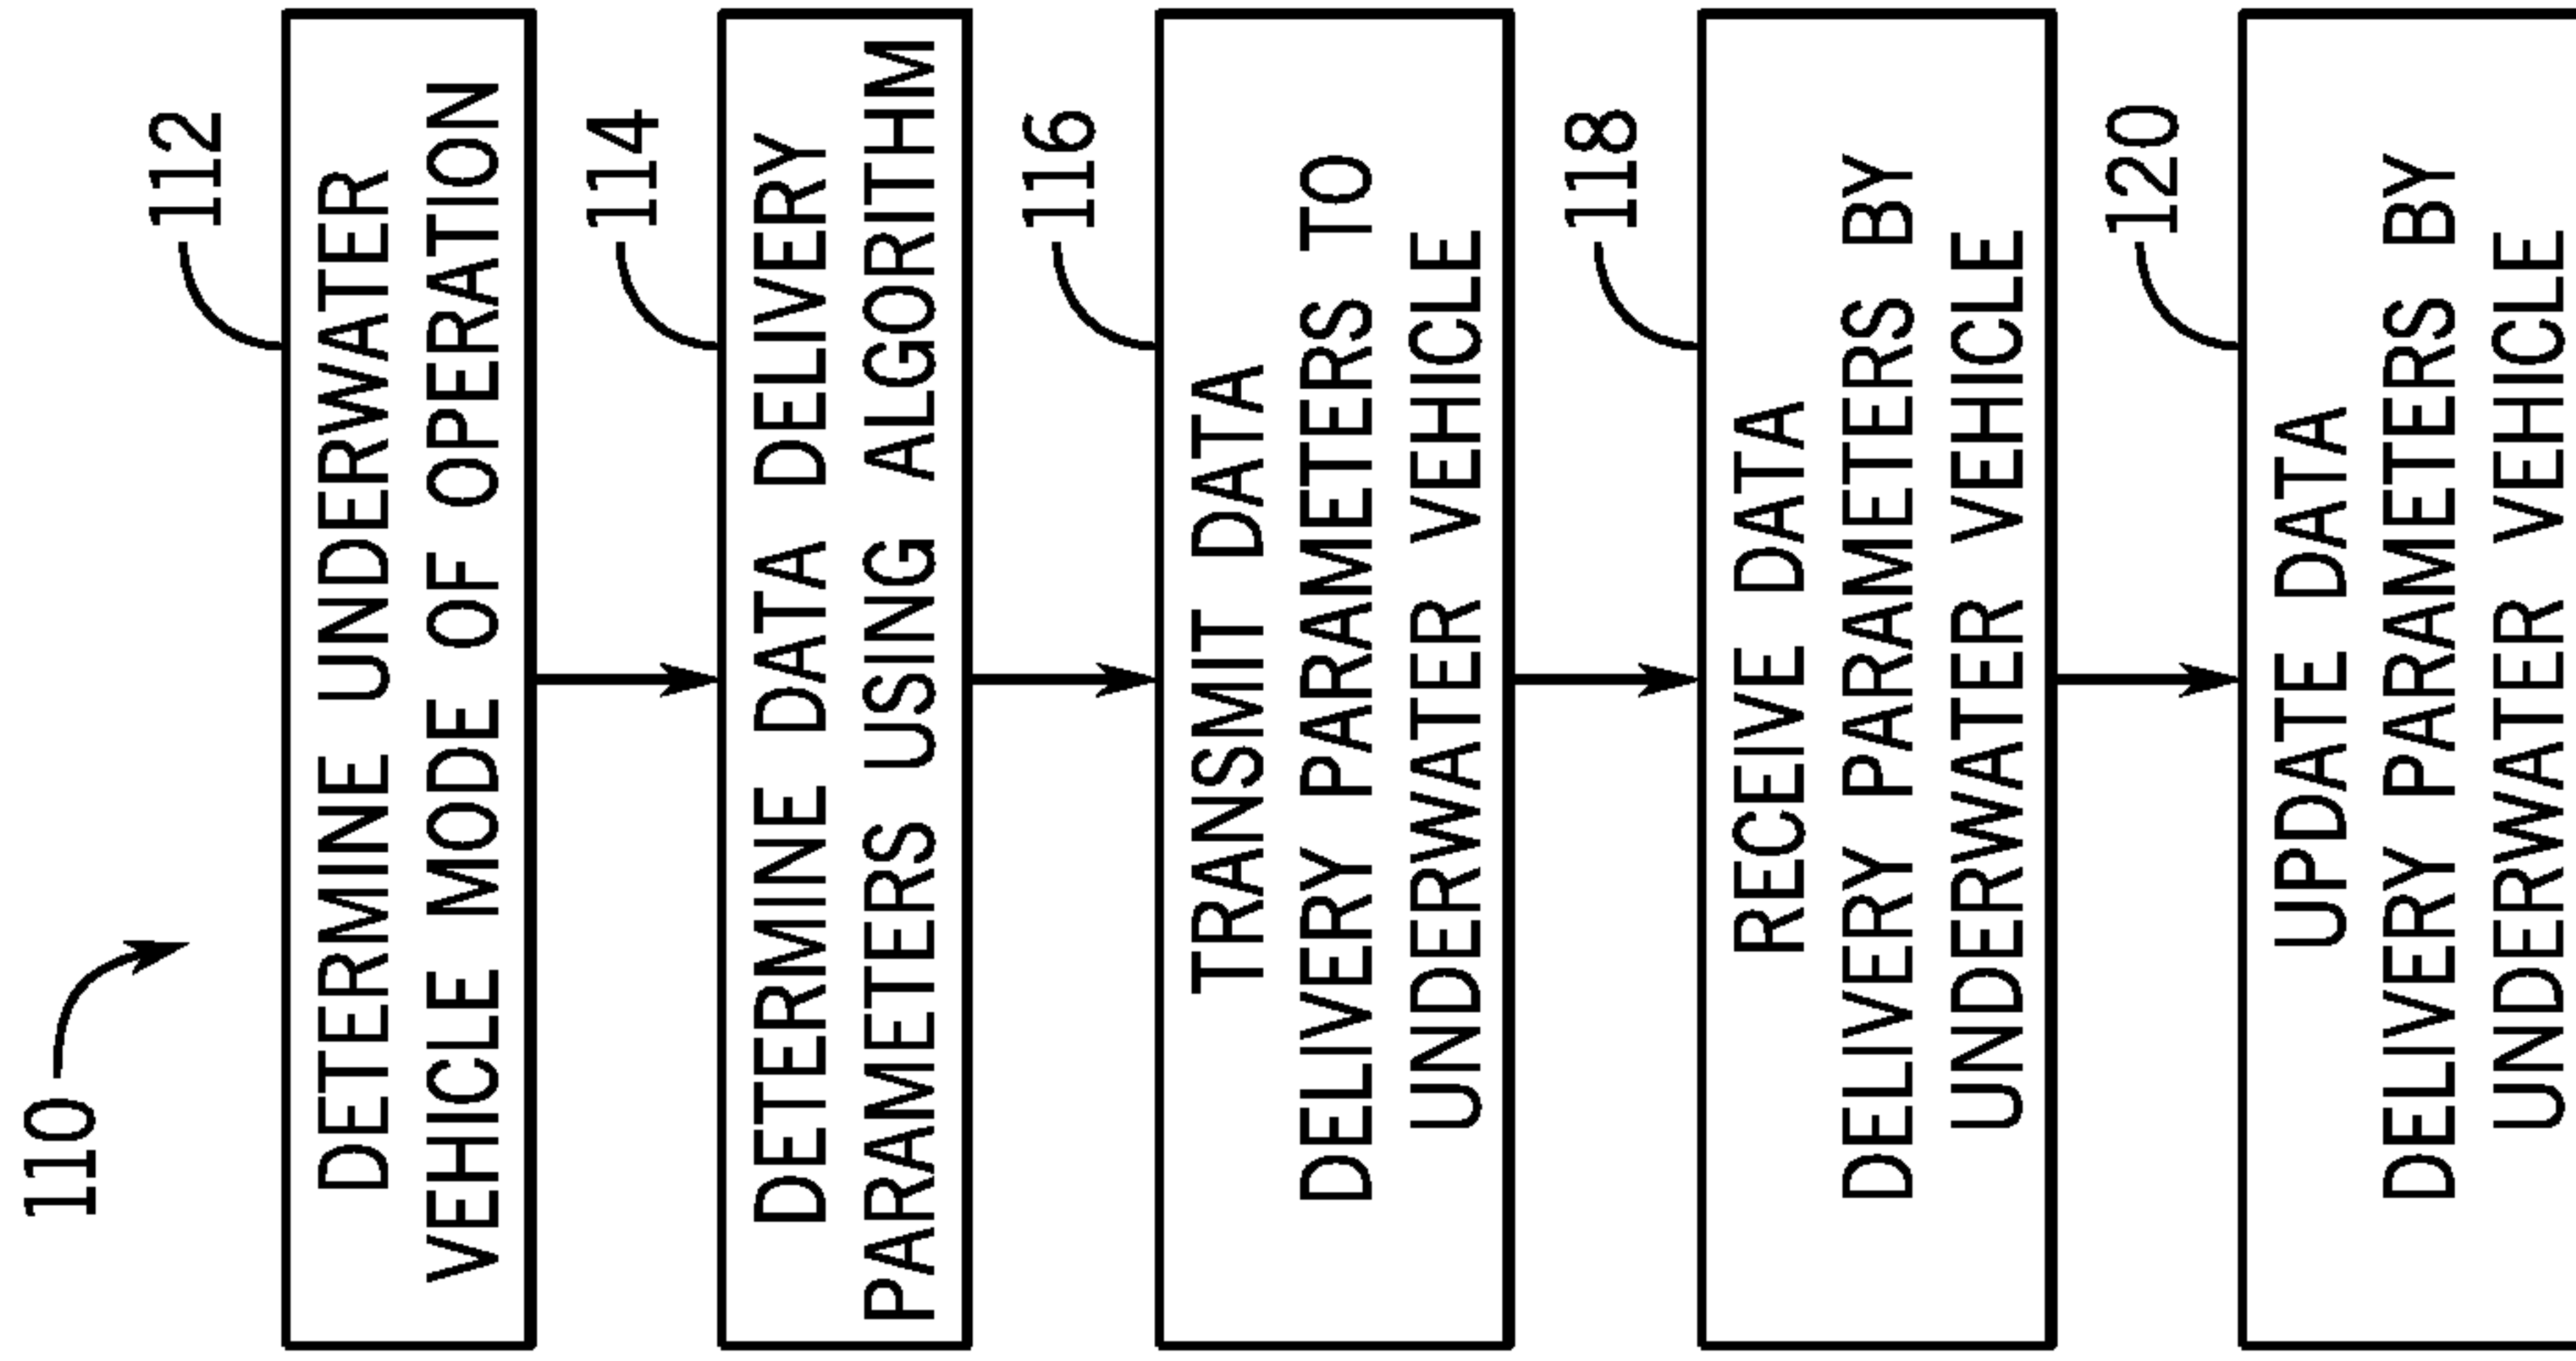 110
112
DETERMINE UNDERWATER
VEHICLE MODE OF OPERATION
114
DETERMINE DATA DELIVERY
PARAMETERS USING ALGORITHM
116
TRANSMIT DATA
DELIVERY PARAMETERS TO
UNDERWATER VEHICLE
118
RECEIVE DATA
DELIVERY PARAMETERS BY
UNDERWATER VEHICLE
120
UPDATE DATA
DELIVERY PARAMETERS BY
UNDERWATER VEHICLE